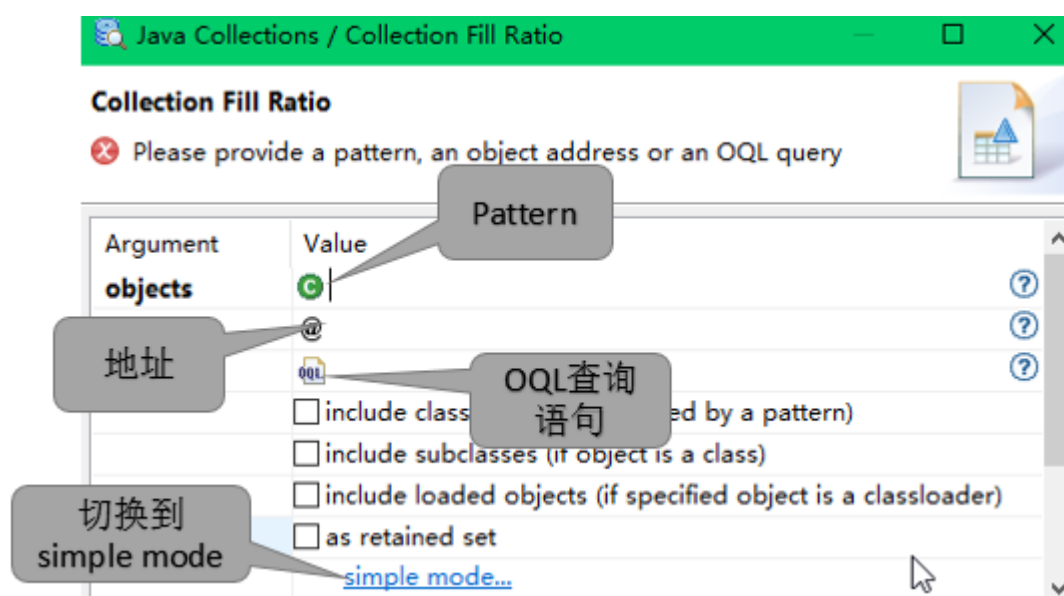 Java Collections / Collection Fill Ratio
Collection Fill Ratio
Please provide a pattern, an object address or an OQL query
Pattern
Argument Value
objects
@
地址
OQL
OQL查询
语句
include class ed by a pattern)
include subclasses (if object is a class)
include loaded objects (if specified object is a classloader)
切换到
simple mode
as retained set
simple mode...